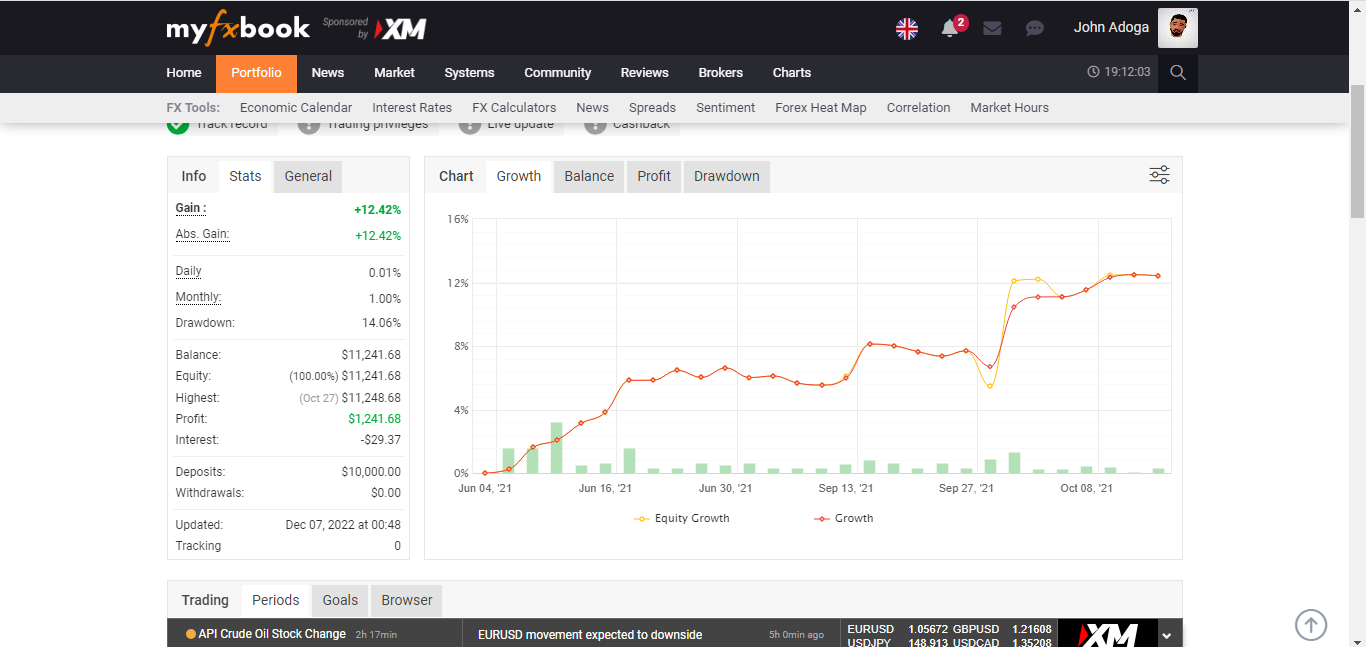 myfxbook Sponsored by XM 2 John Adoga
Home Portfolio News Market Systems Community Reviews Brokers Charts 19:12:03
FX Tools: Economic Calendar Interest Rates FX Calculators News Spreads Sentiment Forex Heat Map Correlation Market Hours
Track record Trading privileges Live update Cashback
Info Stats General
Gain : +12.42%
Abs. Gain: +12.42%
Daily 0.01%
Monthly: 1.00%
Drawdown: 14.06%
Balance: $11,241.68
Equity: (100.00%) $11,241.68
Highest: (Oct 27) $11,248.68
Profit: $1,241.68
Interest: -$29.37
Deposits: $10,000.00
Withdrawals: $0.00
Updated: Dec 07, 2022 at 00:48
Tracking 0
Chart Growth Balance Profit Drawdown
16%
12%
8%
4%
0%
Jun 04, '21 Jun 16, '21 Jun 30, '21 Sep 13, '21 Sep 27, '21 Oct 08, '21
Equity Growth Growth
Trading Periods Goals Browser
API Crude Oil Stock Change 2h 17min EURUSD movement expected to downside 5h 0min ago EURUSD 1.05672 GBPUSD 1.21608 XM
USDJPY 148.913 USDCAD 1.35208